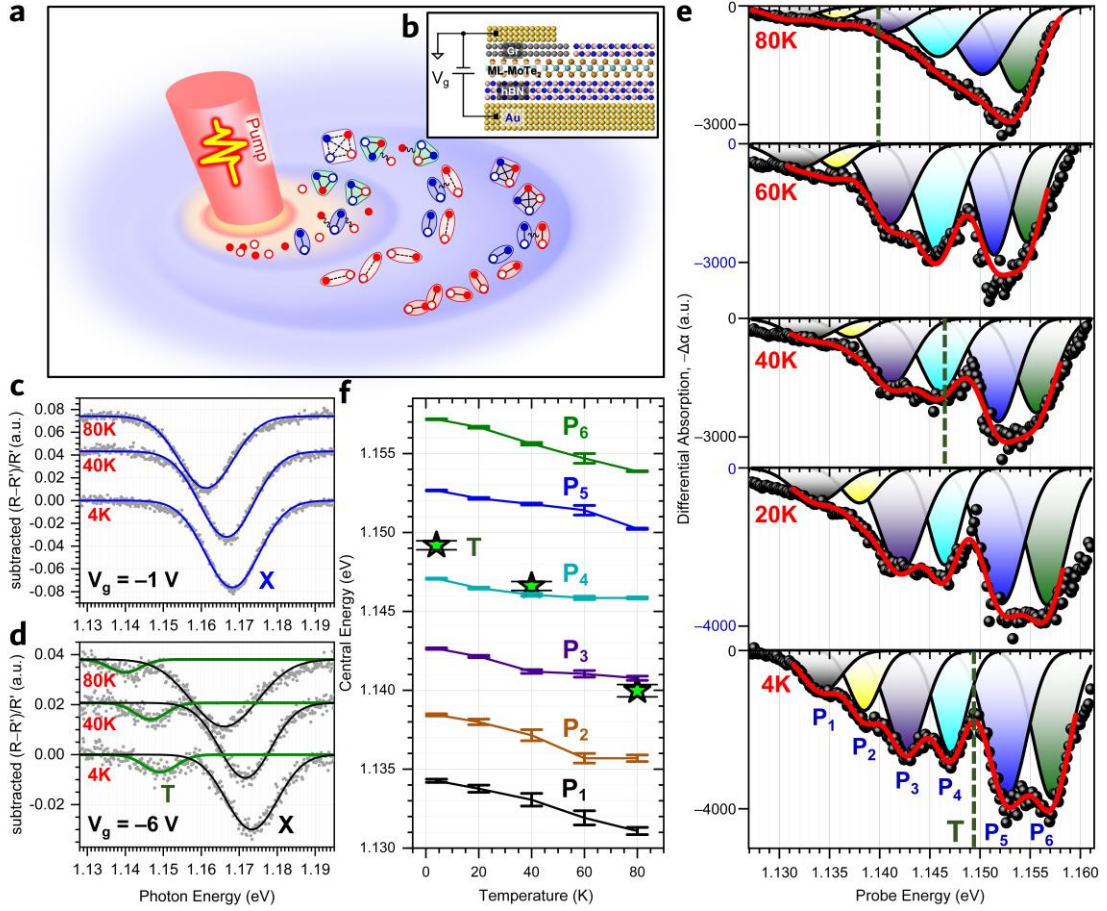 a
Pump
b
Vg
Gr
ML-MoTe2
hBN
Au
c
subtracted (R–R')/R' (a.u.)
0.08
0.06
0.04
0.02
0.00
-0.02
-0.04
-0.06
-0.08
80K
40K
4K
Vg = –1 V
X
1.13 1.14 1.15 1.16 1.17 1.18 1.19
d
subtracted (R–R')/R' (a.u.)
0.04
0.02
0.00
-0.02
80K
40K
4K
T
Vg = –6 V
X
1.13 1.14 1.15 1.16 1.17 1.18 1.19
Photon Energy (eV)
f
Central Energy (eV)
1.155
1.150
1.145
1.140
1.135
1.130
P6
P5
T
P4
P3
P2
P1
0 20 40 60 80
Temperature (K)
e
Differential Absorption, –Δα (a.u.)
0
80K
–3000
0
60K
–3000
0
40K
–3000
0
20K
–4000
0
4K
–4000
P1
P2
P3
P4
T
P5
P6
1.130 1.135 1.140 1.145 1.150 1.155 1.160
Probe Energy (eV)